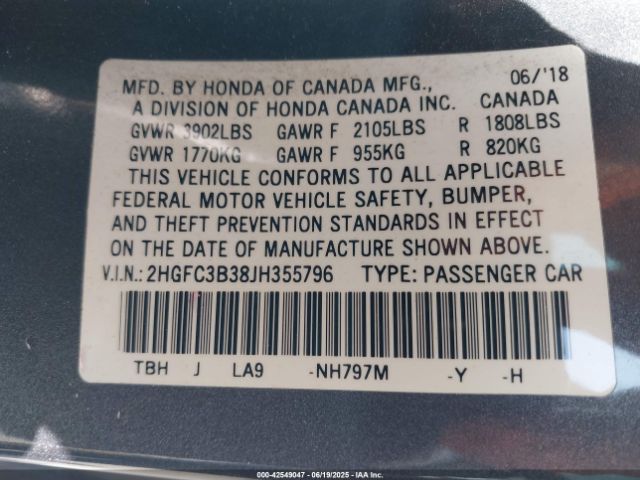 MFD. BY HONDA OF CANADA MFG., 06/'18
A DIVISION OF HONDA CANADA INC. CANADA
GVWR 3902LBS GAWR F 2105LBS R 1808LBS
GVWR 1770KG GAWR F 955KG R 820KG
THIS VEHICLE CONFORMS TO ALL APPLICABLE
FEDERAL MOTOR VEHICLE SAFETY, BUMPER,
AND THEFT PREVENTION STANDARDS IN EFFECT
ON THE DATE OF MANUFACTURE SHOWN ABOVE.
V.I.N.: 2HGFC3B38JH355796 TYPE: PASSENGER CAR
TBH J LA9 -NH797M -Y -H
000-42549047 - 06/19/2025 - IAAI.COM